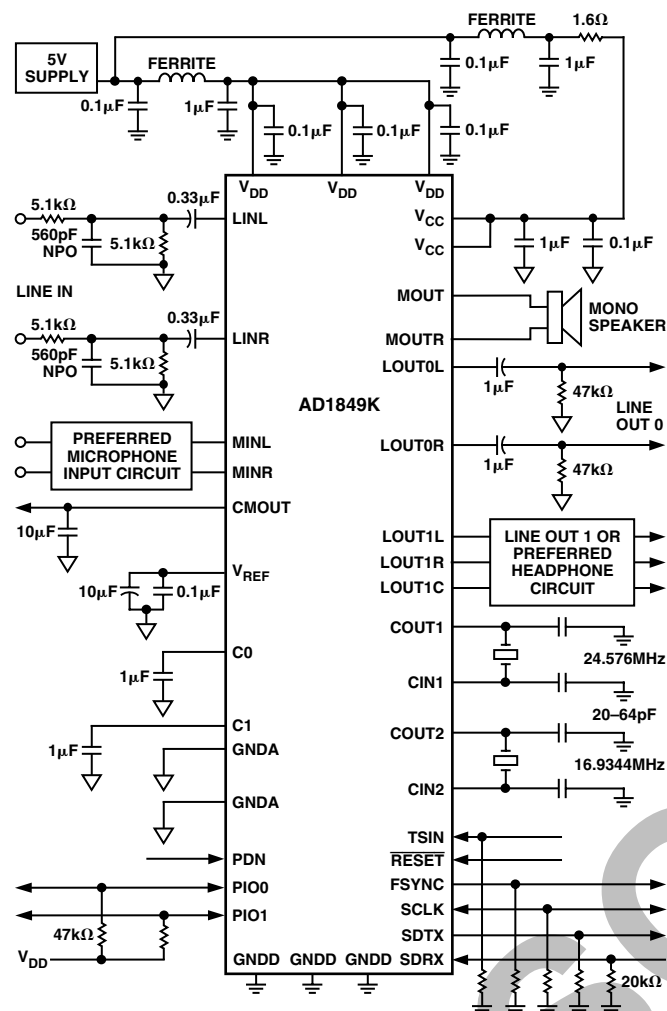 FERRITE
1.6Ω
5V
SUPPLY
FERRITE
0.1μF
1μF
0.1μF
1μF
0.1μF
0.1μF
0.1μF
VDD
VDD
VDD
5.1kΩ
0.33μF
LINL
560pF
NPO
5.1kΩ
VCC
VCC
1μF
0.1μF
LINE IN
5.1kΩ
0.33μF
LINR
560pF
NPO
5.1kΩ
MOUT
MOUTR
MONO
SPEAKER
AD1849K
LOUT0L
1μF
47kΩ
LINE
OUT 0
LOUT0R
1μF
47kΩ
PREFERRED
MICROPHONE
INPUT CIRCUIT
MINL
MINR
CMOUT
10μF
LOUT1L
LOUT1R
LOUT1C
LINE OUT 1 OR
PREFERRED
HEADPHONE
CIRCUIT
VREF
10μF
0.1μF
COUT1
24.576MHz
CIN1
C0
1μF
20–64pF
C1
1μF
COUT2
16.9344MHz
CIN2
GNDA
GNDA
TSIN
RESET
PDN
PIO0
PIO1
47kΩ
VDD
FSYNC
SCLK
SDTX
SDRX
GNDD GNDD GNDD
20kΩ